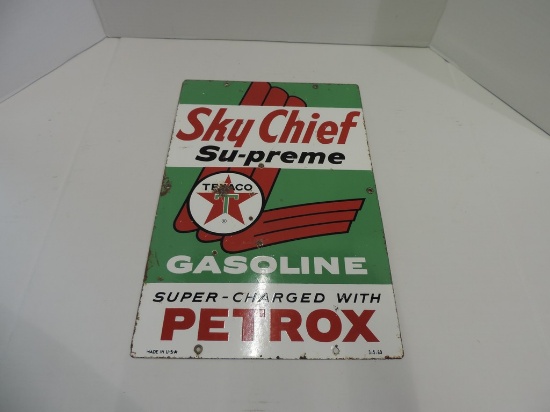 Sky Chief
Su-preme
TEXACO
T
®
GASOLINE
SUPER-CHARGED WITH
PETROX
MADE IN U.S.A.